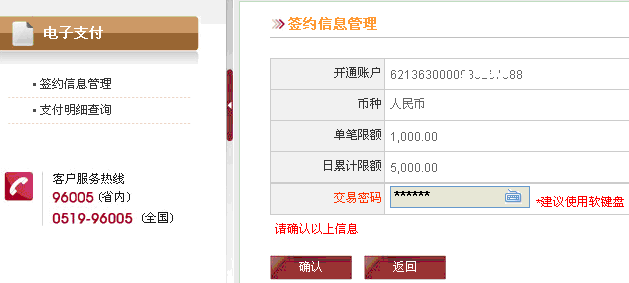 电子支付
签约信息管理
支付明细查询
客户服务热线
96005 (省内)
0519-96005 (全国)
签约信息管理
开通账户
币种 人民币
单笔限额 1,000.00
日累计限额 5,000.00
交易密码 ****** *建议使用软键盘
请确认以上信息
确认 返回